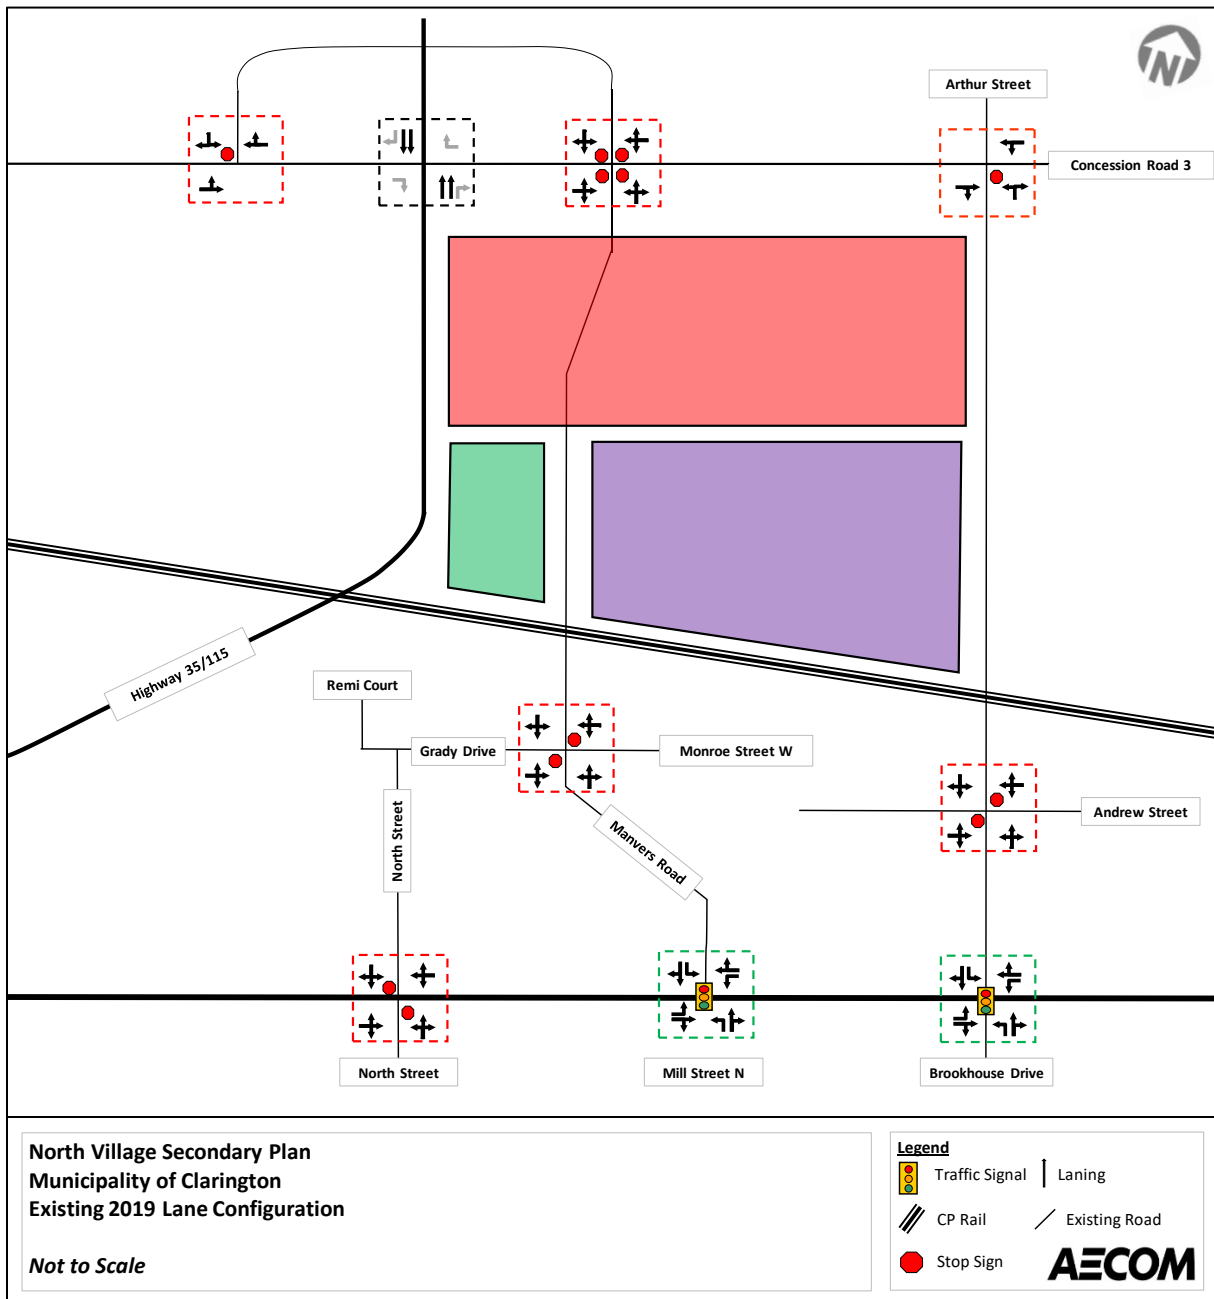 N
Arthur Street
Concession Road 3
Highway 35/115
Remi Court
Grady Drive
Monroe Street W
North Street
Manvers Road
Andrew Street
North Street
Mill Street N
Brookhouse Drive
North Village Secondary Plan
Municipality of Clarington
Existing 2019 Lane Configuration
Not to Scale
Legend
Traffic Signal
Laning
CP Rail
Existing Road
Stop Sign
AECOM